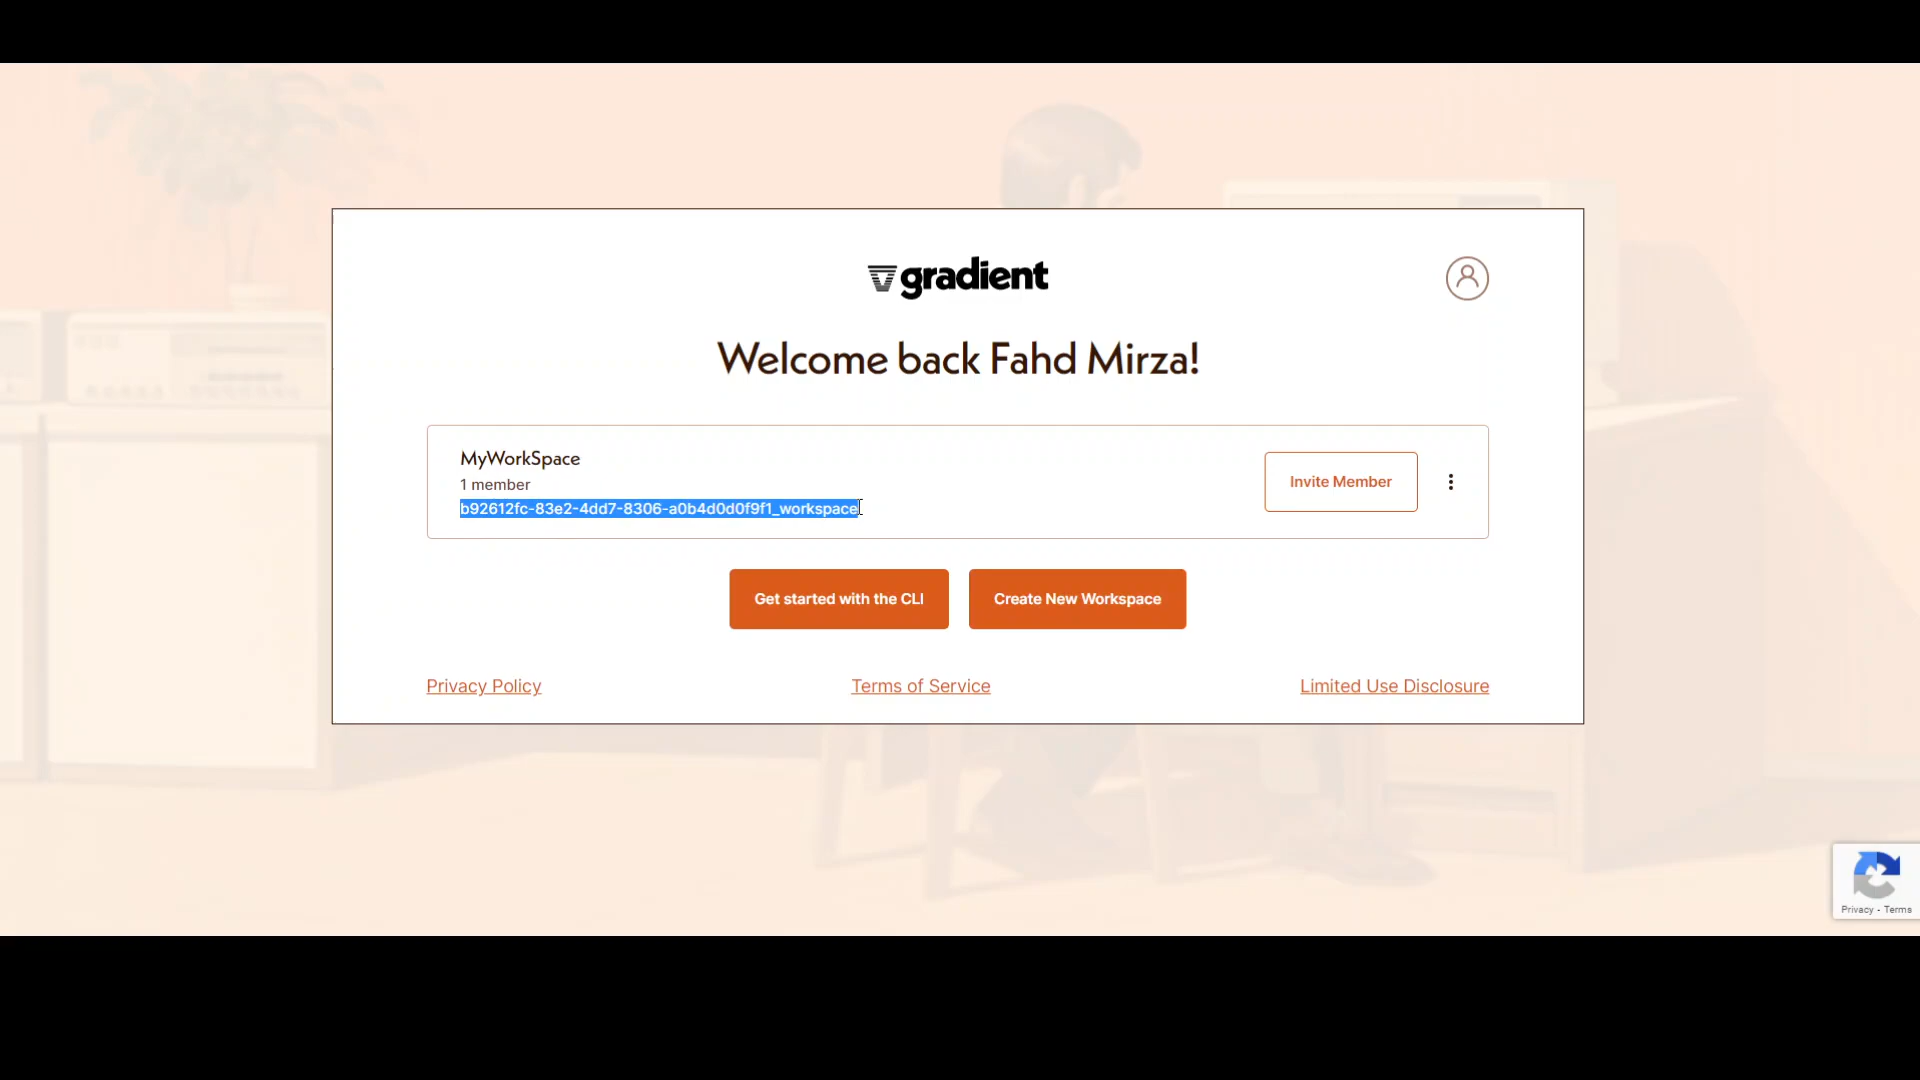 gradient
Welcome back Fahd Mirza!
MyWorkSpace
1 member
b92612fc-83e2-4dd7-8306-a0b4d0d0f9f1_workspace
Invite Member
Get started with the CLI
Create New Workspace
Privacy Policy
Terms of Service
Limited Use Disclosure
Privacy - Terms